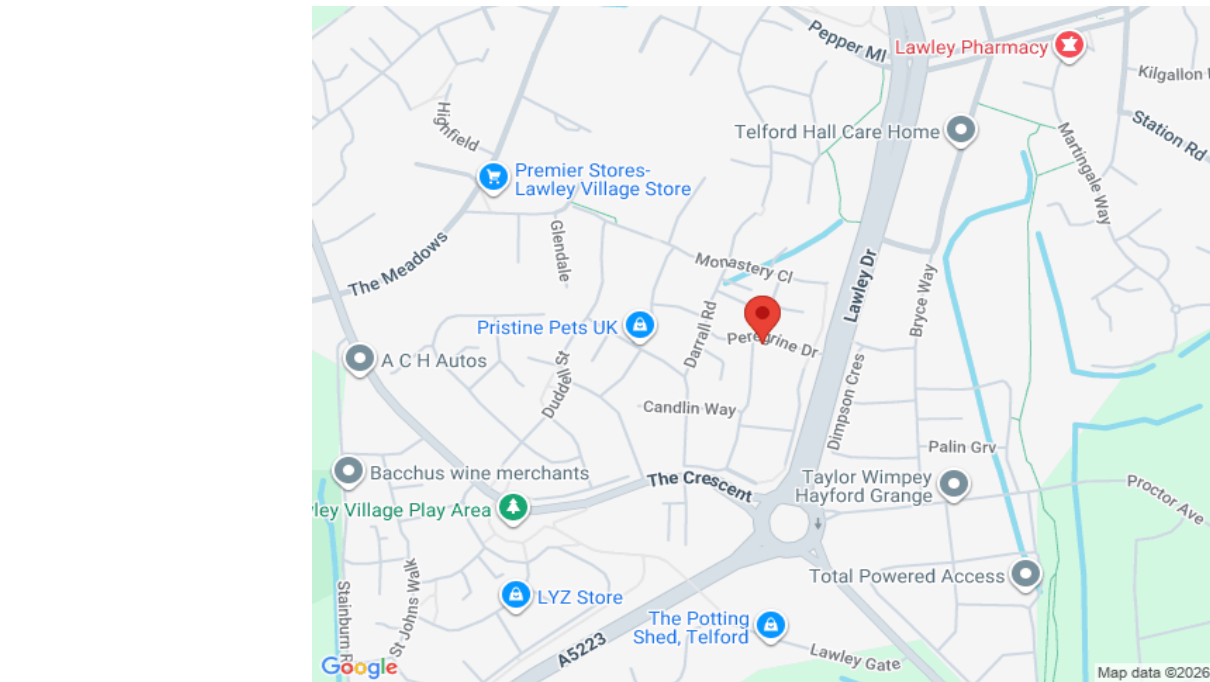 Pepper Ml
Lawley Pharmacy
Kilgallon
Highfield
Telford Hall Care Home
Station Rd
Martingale Way
Premier Stores-
Lawley Village Store
Glendale
The Meadows
Monastery Cl
Lawley Dr
Bryce Way
Pristine Pets UK
Darrall Rd
Peregrine Dr
A C H Autos
Duddell St
Candlin Way
Dimpson Cres
Palin Grv
Bacchus wine merchants
The Crescent
Taylor Wimpey
Hayford Grange
Proctor Ave
ley Village Play Area
Total Powered Access
Stainburn R
St Johns Walk
LYZ Store
The Potting
Shed, Telford
A5223
Lawley Gate
Google
Map data ©2026